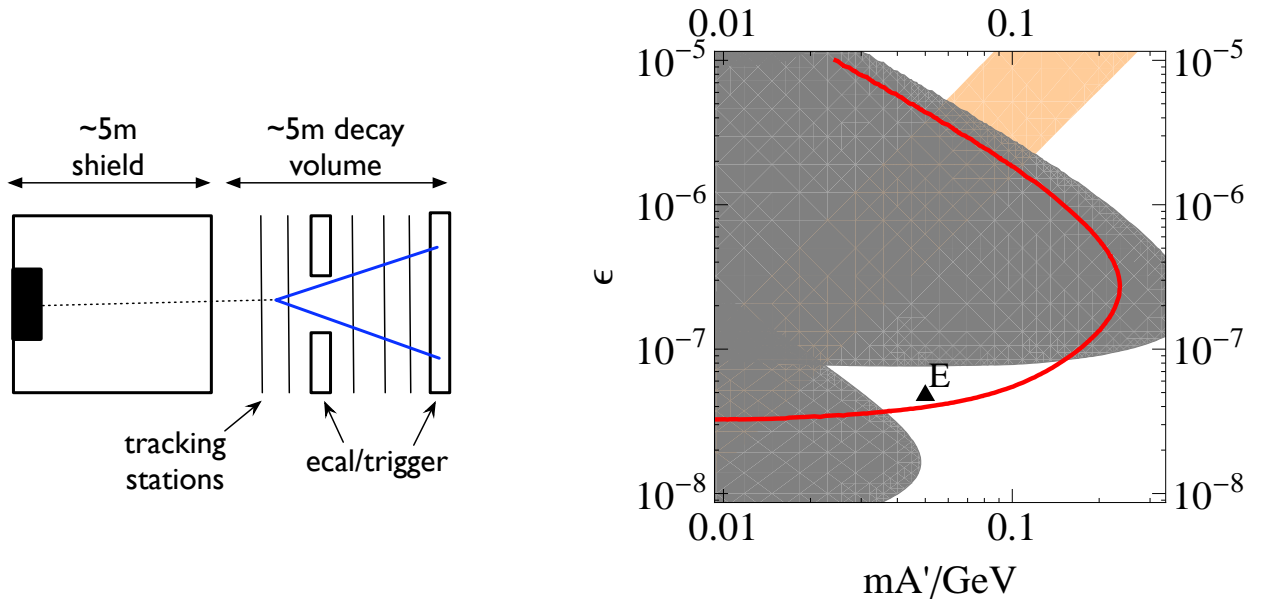 ~5m
shield
~5m decay
volume
tracking
stations
ecal/trigger
0.01 0.1
10⁻⁵ 10⁻⁵
10⁻⁶ 10⁻⁶
ϵ
10⁻⁷ 10⁻⁷
E
10⁻⁸ 10⁻⁸
0.01 0.1
mA'/GeV